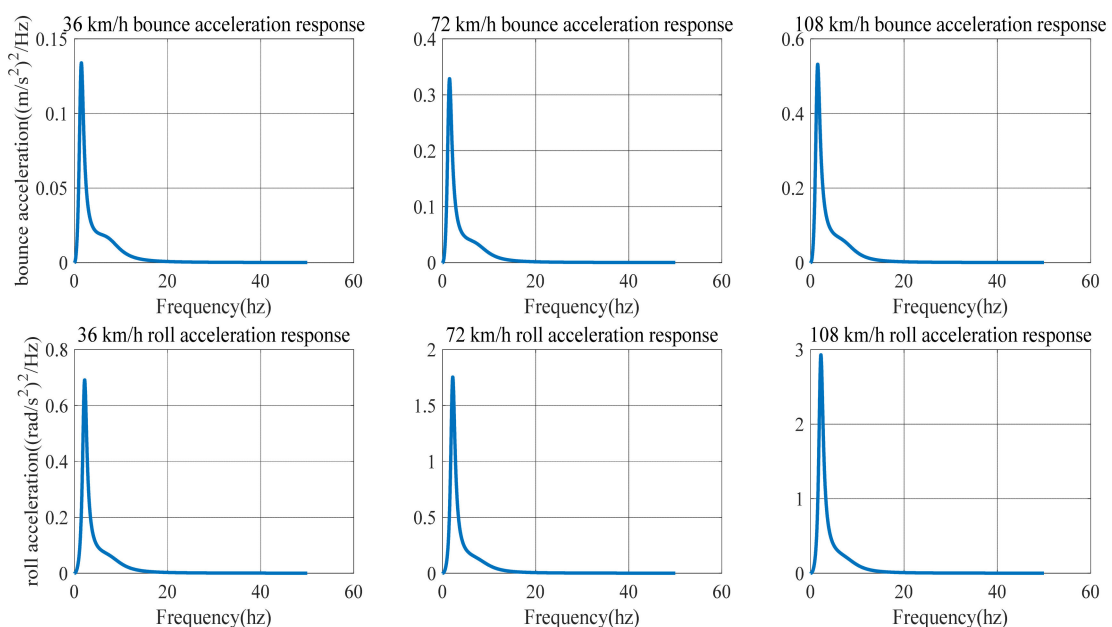 36 km/h bounce acceleration response
72 km/h bounce acceleration response
108 km/h bounce acceleration response
bounce acceleration((m/s²)²/Hz)
0.15
0.1
0.05
0
0 20 40 60
Frequency(hz)
0.4
0.3
0.2
0.1
0
0 20 40 60
Frequency(hz)
0.6
0.4
0.2
0
0 20 40 60
Frequency(hz)
36 km/h roll acceleration response
72 km/h roll acceleration response
108 km/h roll acceleration response
roll acceleration((rad/s²)²/Hz)
0.8
0.6
0.4
0.2
0
0 20 40 60
Frequency(hz)
2
1.5
1
0.5
0
0 20 40 60
Frequency(hz)
3
2
1
0
0 20 40 60
Frequency(hz)